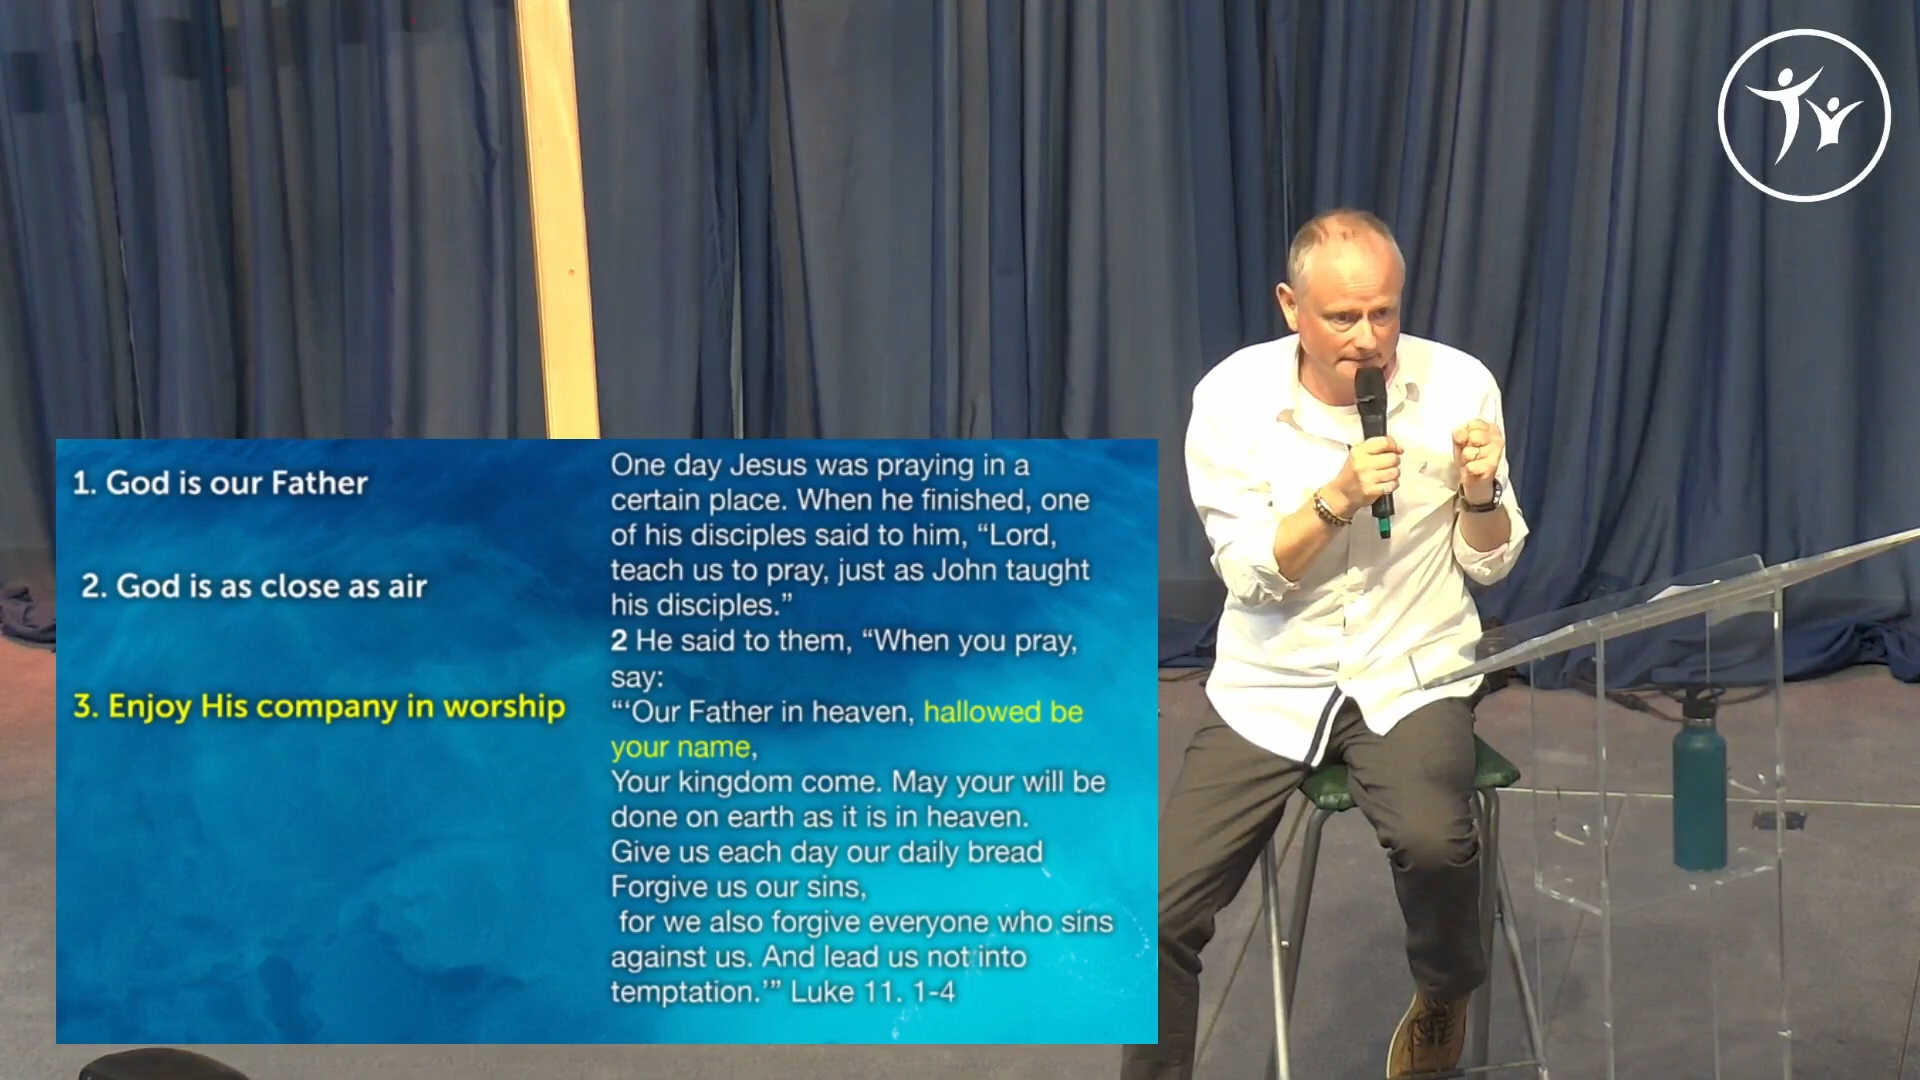 1. God is our Father
2. God is as close as air
3. Enjoy His company in worship
One day Jesus was praying in a
certain place. When he finished, one
of his disciples said to him, “Lord,
teach us to pray, just as John taught
his disciples.”
2 He said to them, “When you pray,
say:
“‘Our Father in heaven, hallowed be
your name,
Your kingdom come. May your will be
done on earth as it is in heaven.
Give us each day our daily bread
Forgive us our sins,
for we also forgive everyone who sins
against us. And lead us not into
temptation.’” Luke 11. 1-4